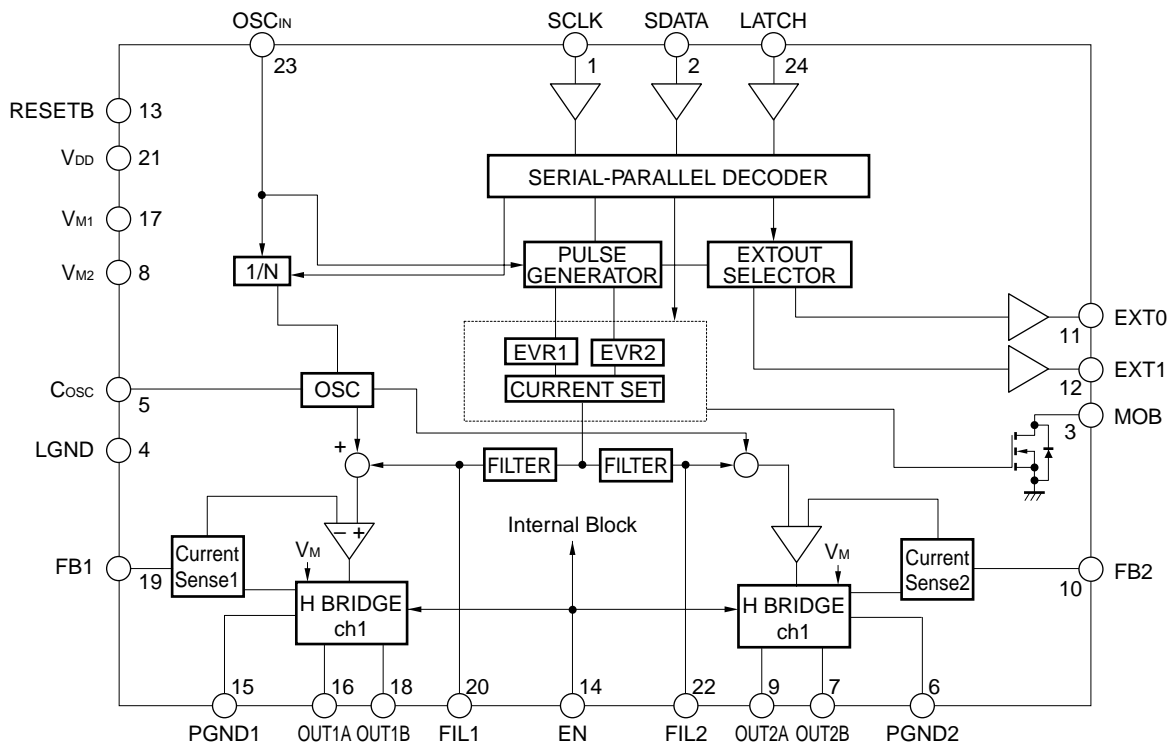 OSCIN
SCLK
SDATA
LATCH
23
1
2
24
RESETB
13
VDD
21
SERIAL-PARALLEL DECODER
VM1
17
VM2
8
1/N
PULSE
GENERATOR
EXTOUT
SELECTOR
EXT0
11
EVR1
EVR2
EXT1
12
COSC
5
OSC
CURRENT SET
MOB
3
LGND
4
+
FILTER
FILTER
Internal Block
− +
FB1
19
Current
Sense1
VM
VM
Current
Sense2
FB2
10
H BRIDGE
ch1
H BRIDGE
ch1
15
16
18
20
14
22
9
7
6
PGND1
OUT1A
OUT1B
FIL1
EN
FIL2
OUT2A
OUT2B
PGND2